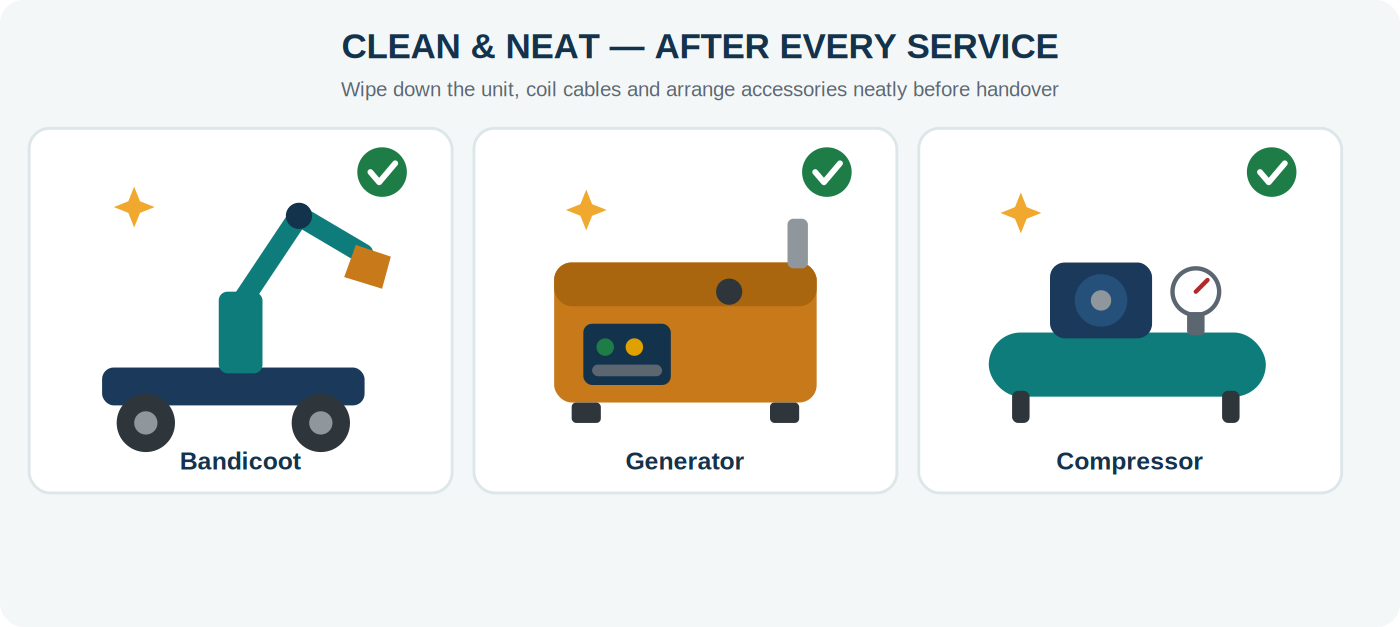 CLEAN & NEAT — AFTER EVERY SERVICE
Wipe down the unit, coil cables and arrange accessories neatly before handover
Bandicoot
Generator
Compressor